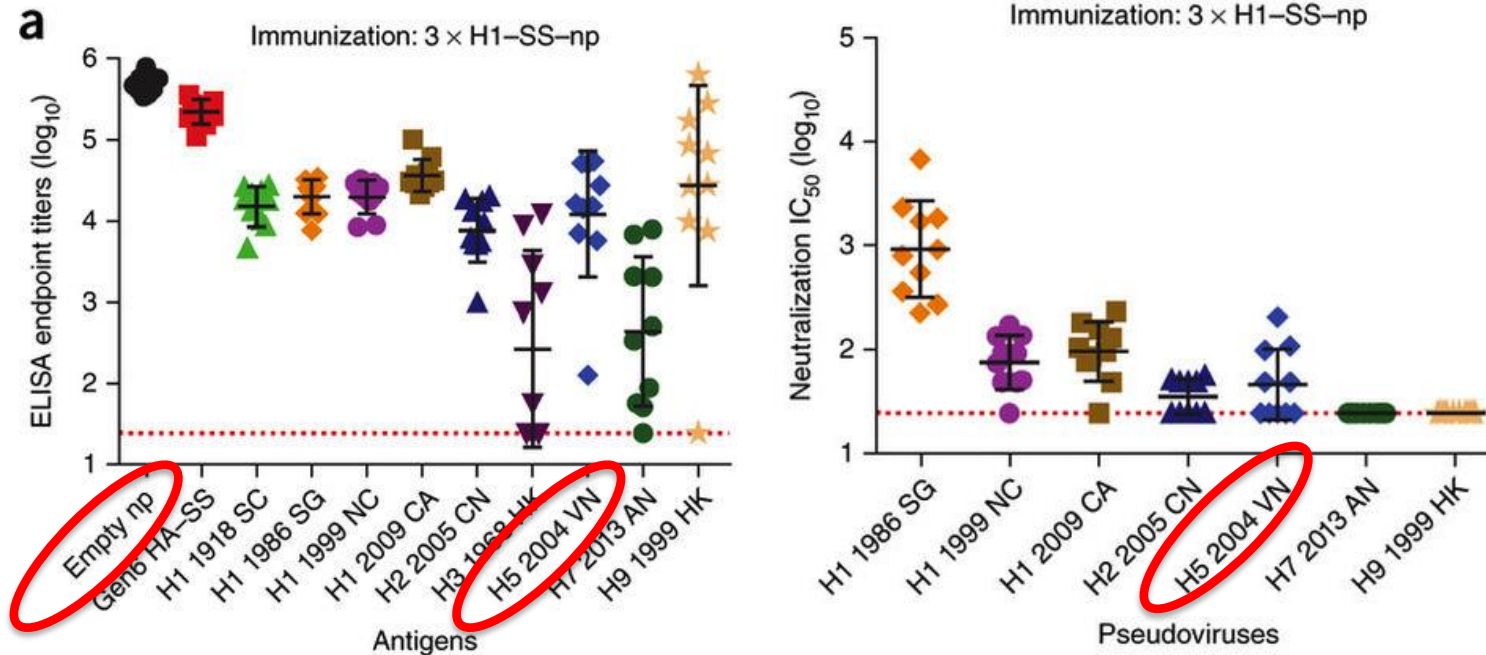 a
Immunization: 3 × H1–SS–np
ELISA endpoint titers (log10)
6
5
4
3
2
1
Empty np
Gen6 HA–SS
H1 1918 SC
H1 1986 SG
H1 1999 NC
H1 2009 CA
H2 2005 CN
H3 1968 HK
H5 2004 VN
H7 2013 AN
H9 1999 HK
Antigens
Immunization: 3 × H1–SS–np
Neutralization IC50 (log10)
5
4
3
2
1
H1 1986 SG
H1 1999 NC
H1 2009 CA
H2 2005 CN
H5 2004 VN
H7 2013 AN
H9 1999 HK
Pseudoviruses